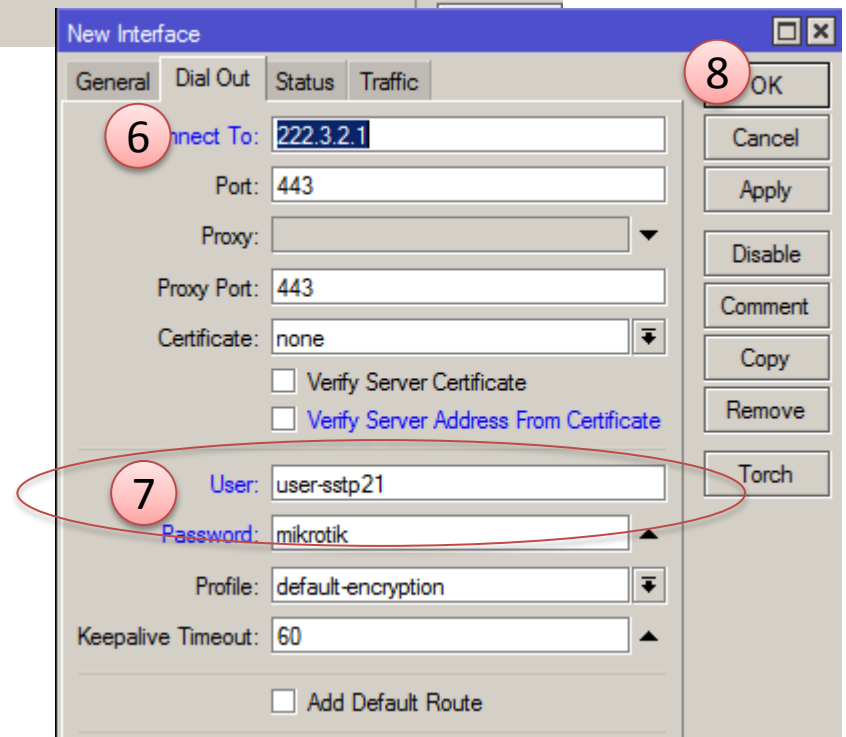 New Interface
General Dial Out Status Traffic
8 OK
6 nnect To: 222.3.2.1
Cancel
Port: 443
Apply
Proxy:
Disable
Proxy Port: 443
Comment
Certificate: none
Copy
Verify Server Certificate
Verify Server Address From Certificate
Remove
7 User: user-sstp21
Torch
Password: mikrotik
Profile: default-encryption
Keepalive Timeout: 60
Add Default Route